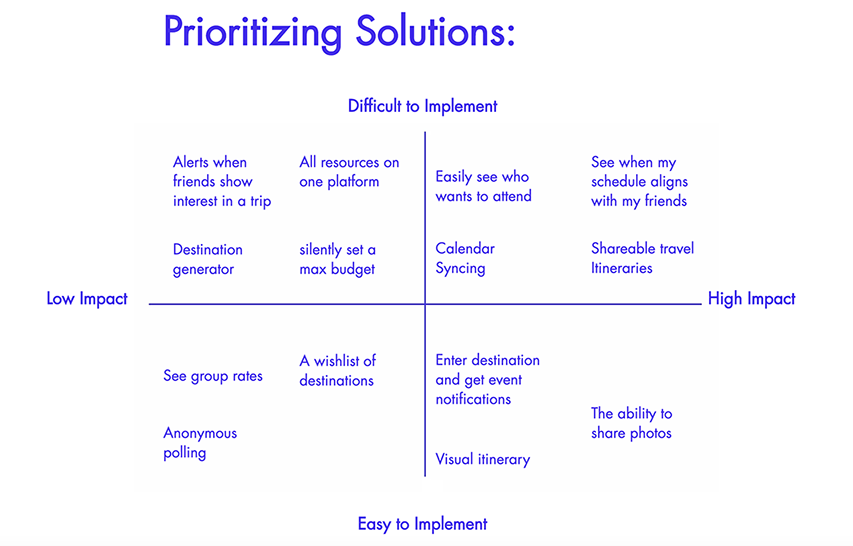 Prioritizing Solutions:
Difficult to Implement
Alerts when
friends show
interest in a trip
All resources on
one platform
Easily see who
wants to attend
See when my
schedule aligns
with my friends
Destination
generator
silently set a
max budget
Calendar
Syncing
Shareable travel
Itineraries
Low Impact
High Impact
See group rates
A wishlist of
destinations
Enter destination
and get event
notifications
The ability to
share photos
Anonymous
polling
Visual itinerary
Easy to Implement